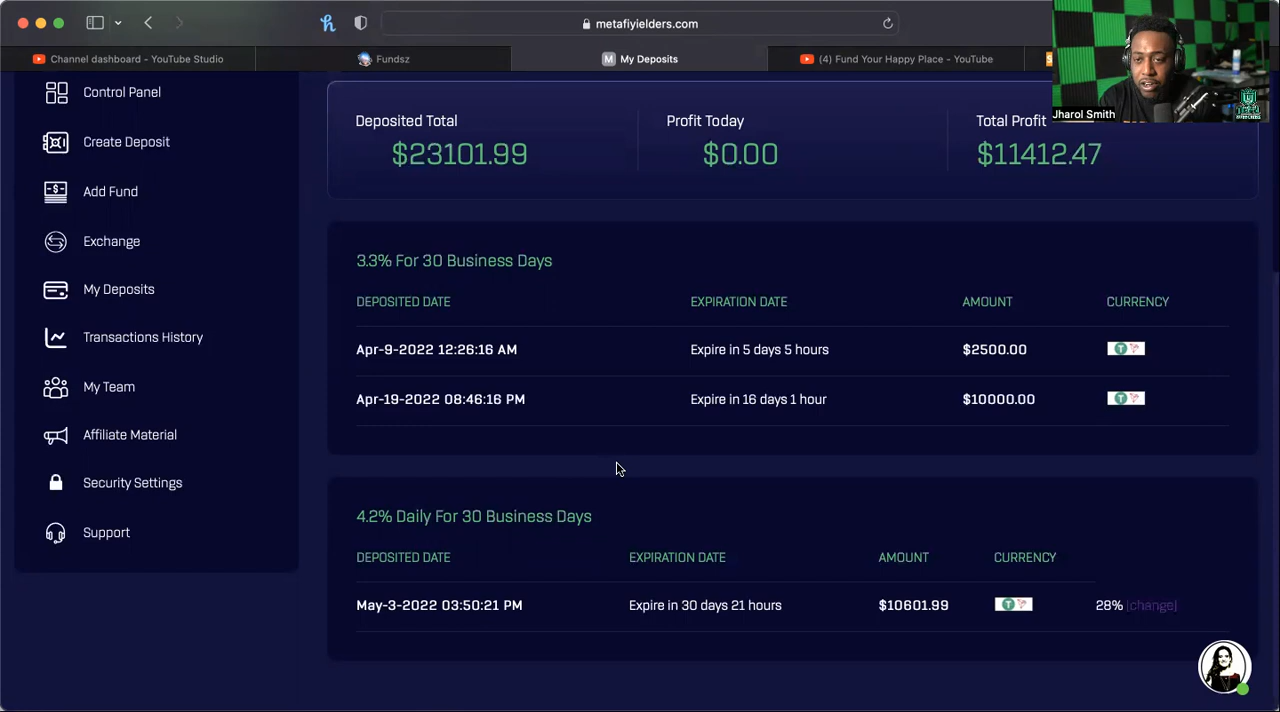 metafiyielders.com
Channel dashboard - YouTube Studio
Fundsz
M My Deposits
(4) Fund Your Happy Place - YouTube
Jharol Smith
Control Panel
Create Deposit
Add Fund
Exchange
My Deposits
Transactions History
My Team
Affiliate Material
Security Settings
Support
Deposited Total Profit Today Total Profit
$23101.99 $0.00 $11412.47
3.3% For 30 Business Days
DEPOSITED DATE EXPIRATION DATE AMOUNT CURRENCY
Apr-9-2022 12:26:16 AM Expire in 5 days 5 hours $2500.00
Apr-19-2022 08:46:16 PM Expire in 16 days 1 hour $10000.00
4.2% Daily For 30 Business Days
DEPOSITED DATE EXPIRATION DATE AMOUNT CURRENCY
May-3-2022 03:50:21 PM Expire in 30 days 21 hours $10601.99 28% (change)